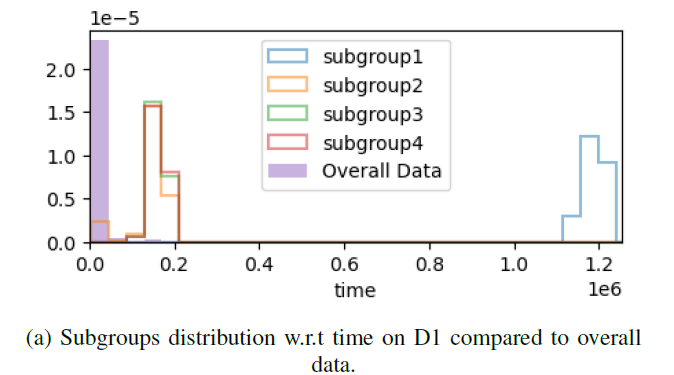 1e−5
2.0
1.5
1.0
0.5
0.0
subgroup1
subgroup2
subgroup3
subgroup4
Overall Data
0.0 0.2 0.4 0.6 0.8 1.0 1.2
1e6
time
(a) Subgroups distribution w.r.t time on D1 compared to overall
data.